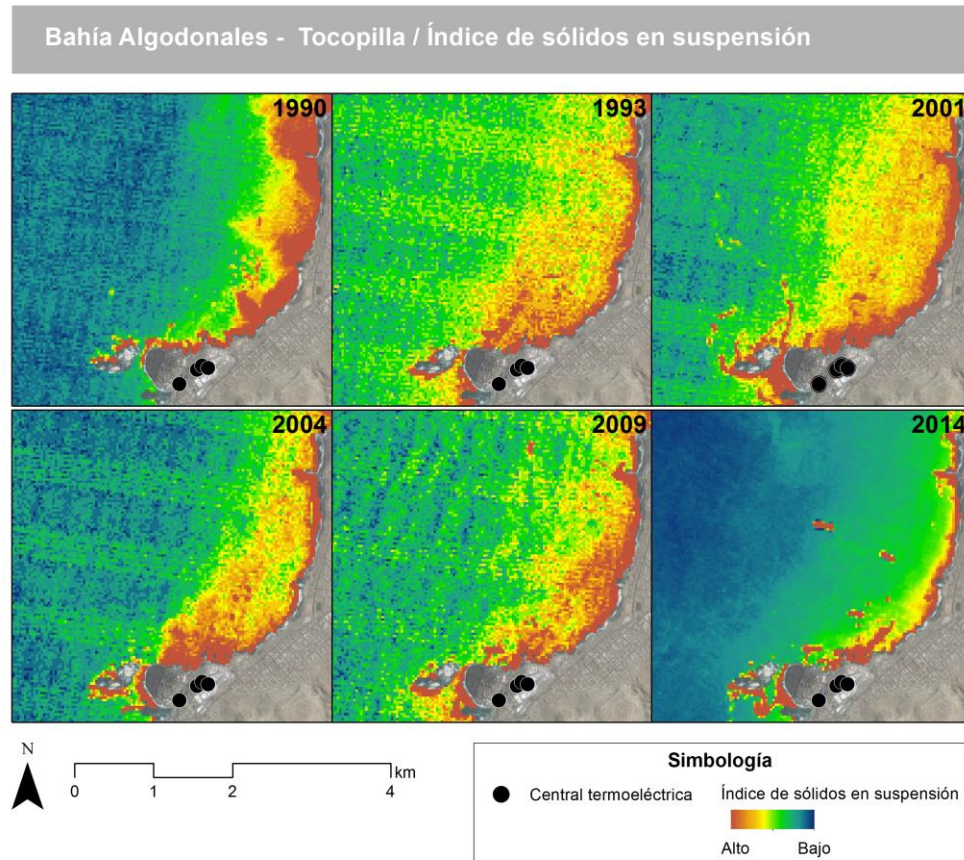 Bahía Algodonales - Tocopilla / Índice de sólidos en suspensión
1990
1993
2001
2004
2009
2014
N
0 1 2 4 km
Simbología
Central termoeléctrica
Índice de sólidos en suspensión
Alto Bajo